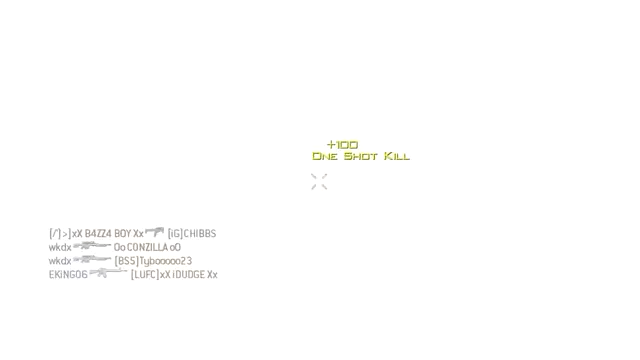 +100
One Shot Kill
[/')>]xX B4ZZ4 BOY Xx [iG]CHIBBS
wkdx Oo CONZILLA oO
wkdx [BSS]Tybooooo23
EKiNG06 [LUFC]xX iDUDGE Xx